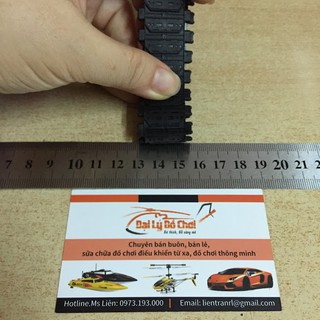 7 8 9 10 11 12 13 14 15 16 17 18 19 20 21
Đại Lý Đồ Chơi
Chuyên bán buôn, bán lẻ,
sửa chữa đồ chơi điều khiển từ xa, đồ chơi thông minh
Hotline.Ms Liên: 0973.193.000 | Email: lientranrl@gmail.com